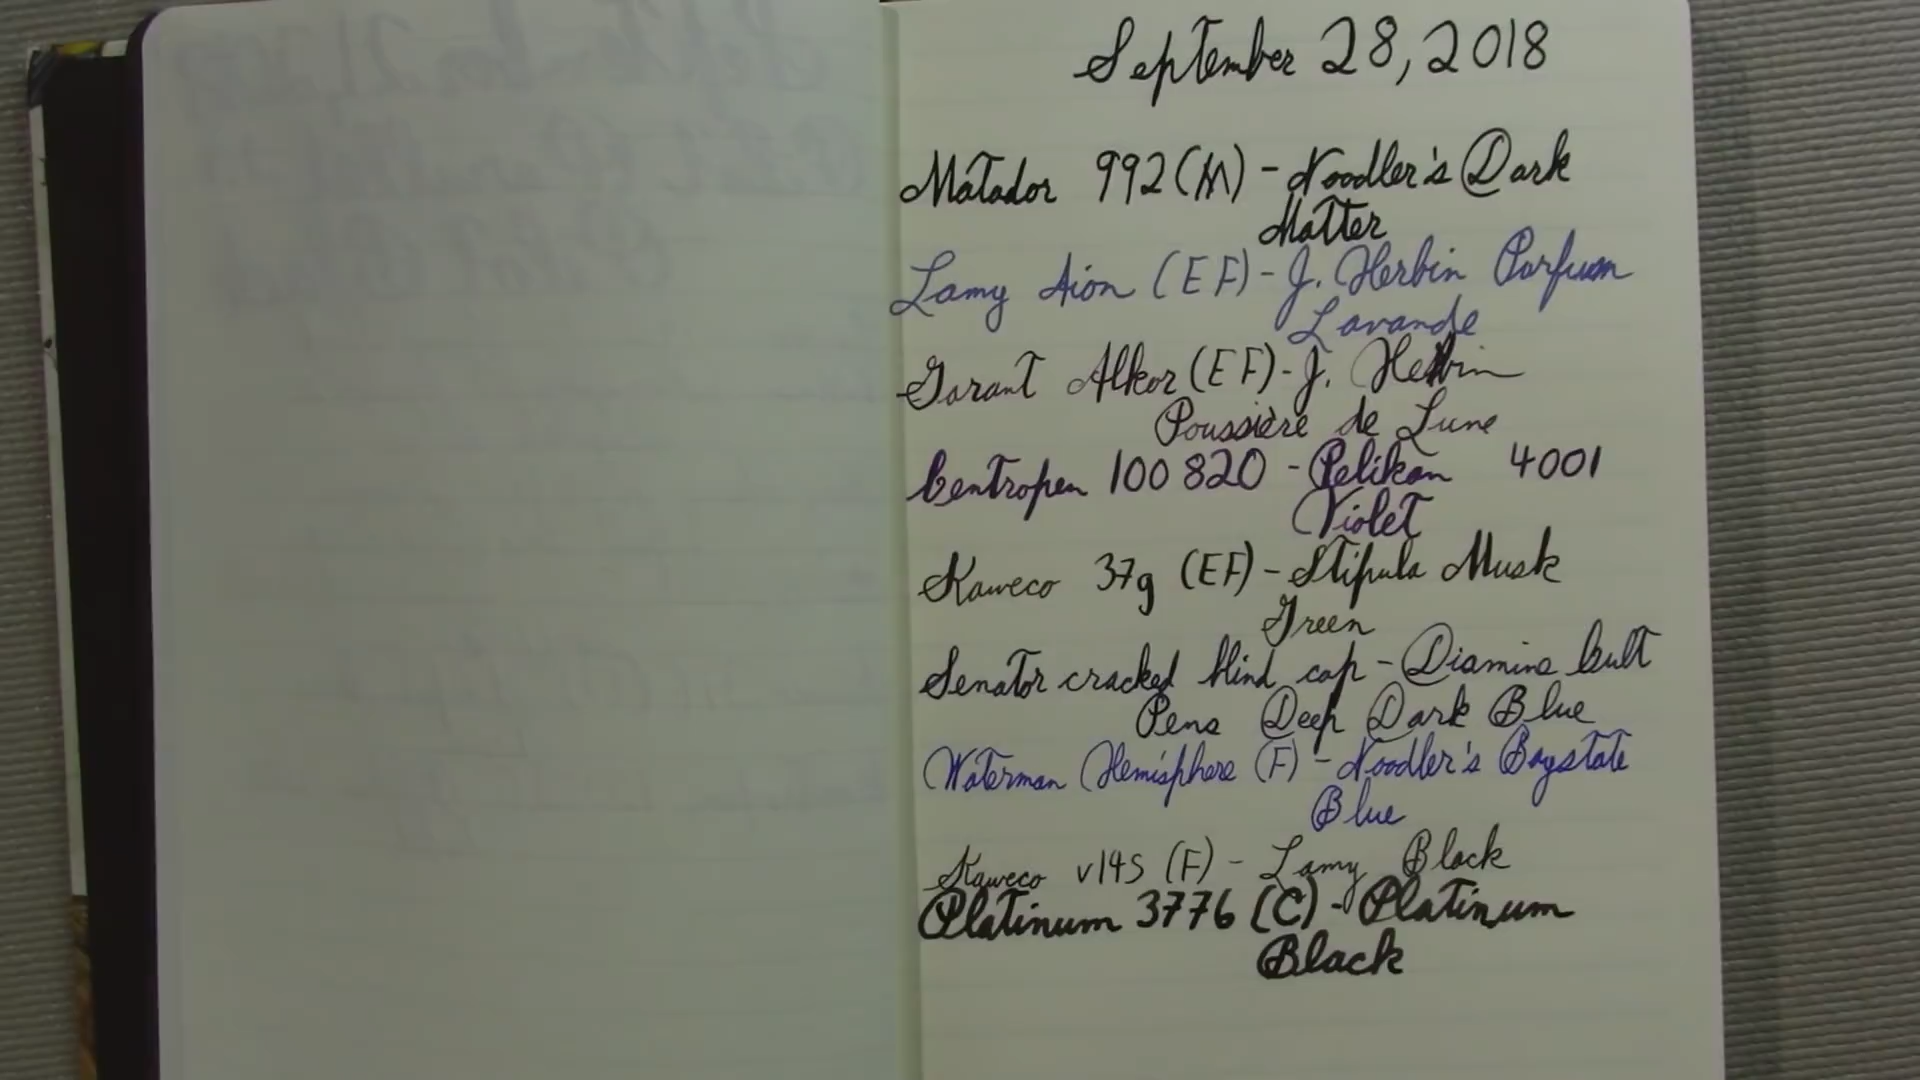 September 28, 2018
Matador 992 (M) - Noodler's Dark
Matter
Lamy Aion (EF) - J. Herbin Parfum
Lavande
Garant Alkor (EF) - J. Herbin
Poussière de Lune
Centropen 100 820 - Pelikan 4001
Violet
Kaweco 37g (EF) - Stipula Musk
Green
Senator cracked blind cap - Diamine Cult
Pens Deep Dark Blue
Waterman Hemisphere (F) - Noodler's Baystate
Blue
Kaweco v14S (F) - Lamy Black
Platinum 3776 (C) - Platinum
Black